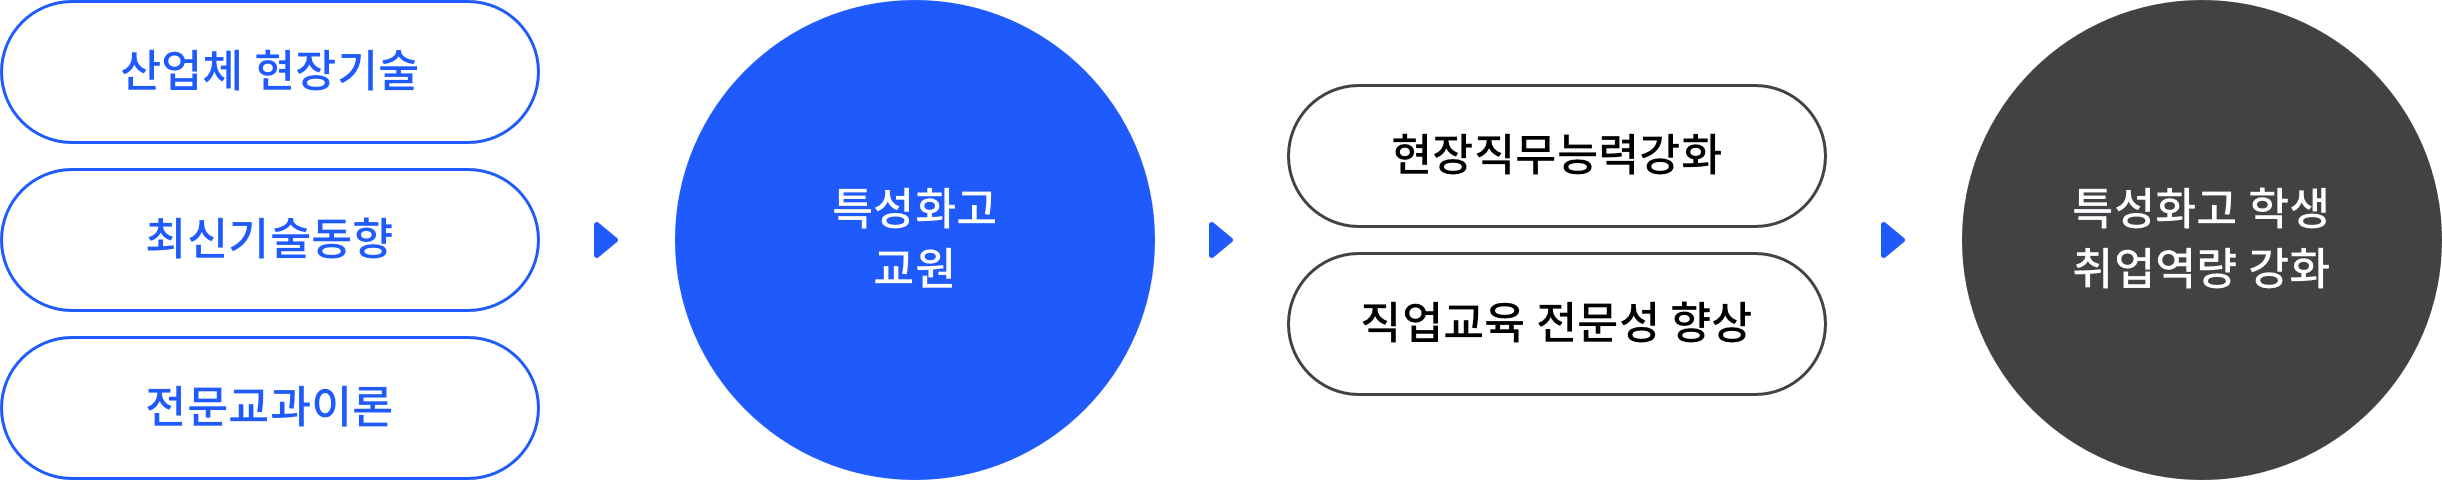 산업체 현장기술
최신기술동향
전문교과이론
특성화고
교원
현장직무능력강화
직업교육 전문성 향상
특성화고 학생
취업역량 강화